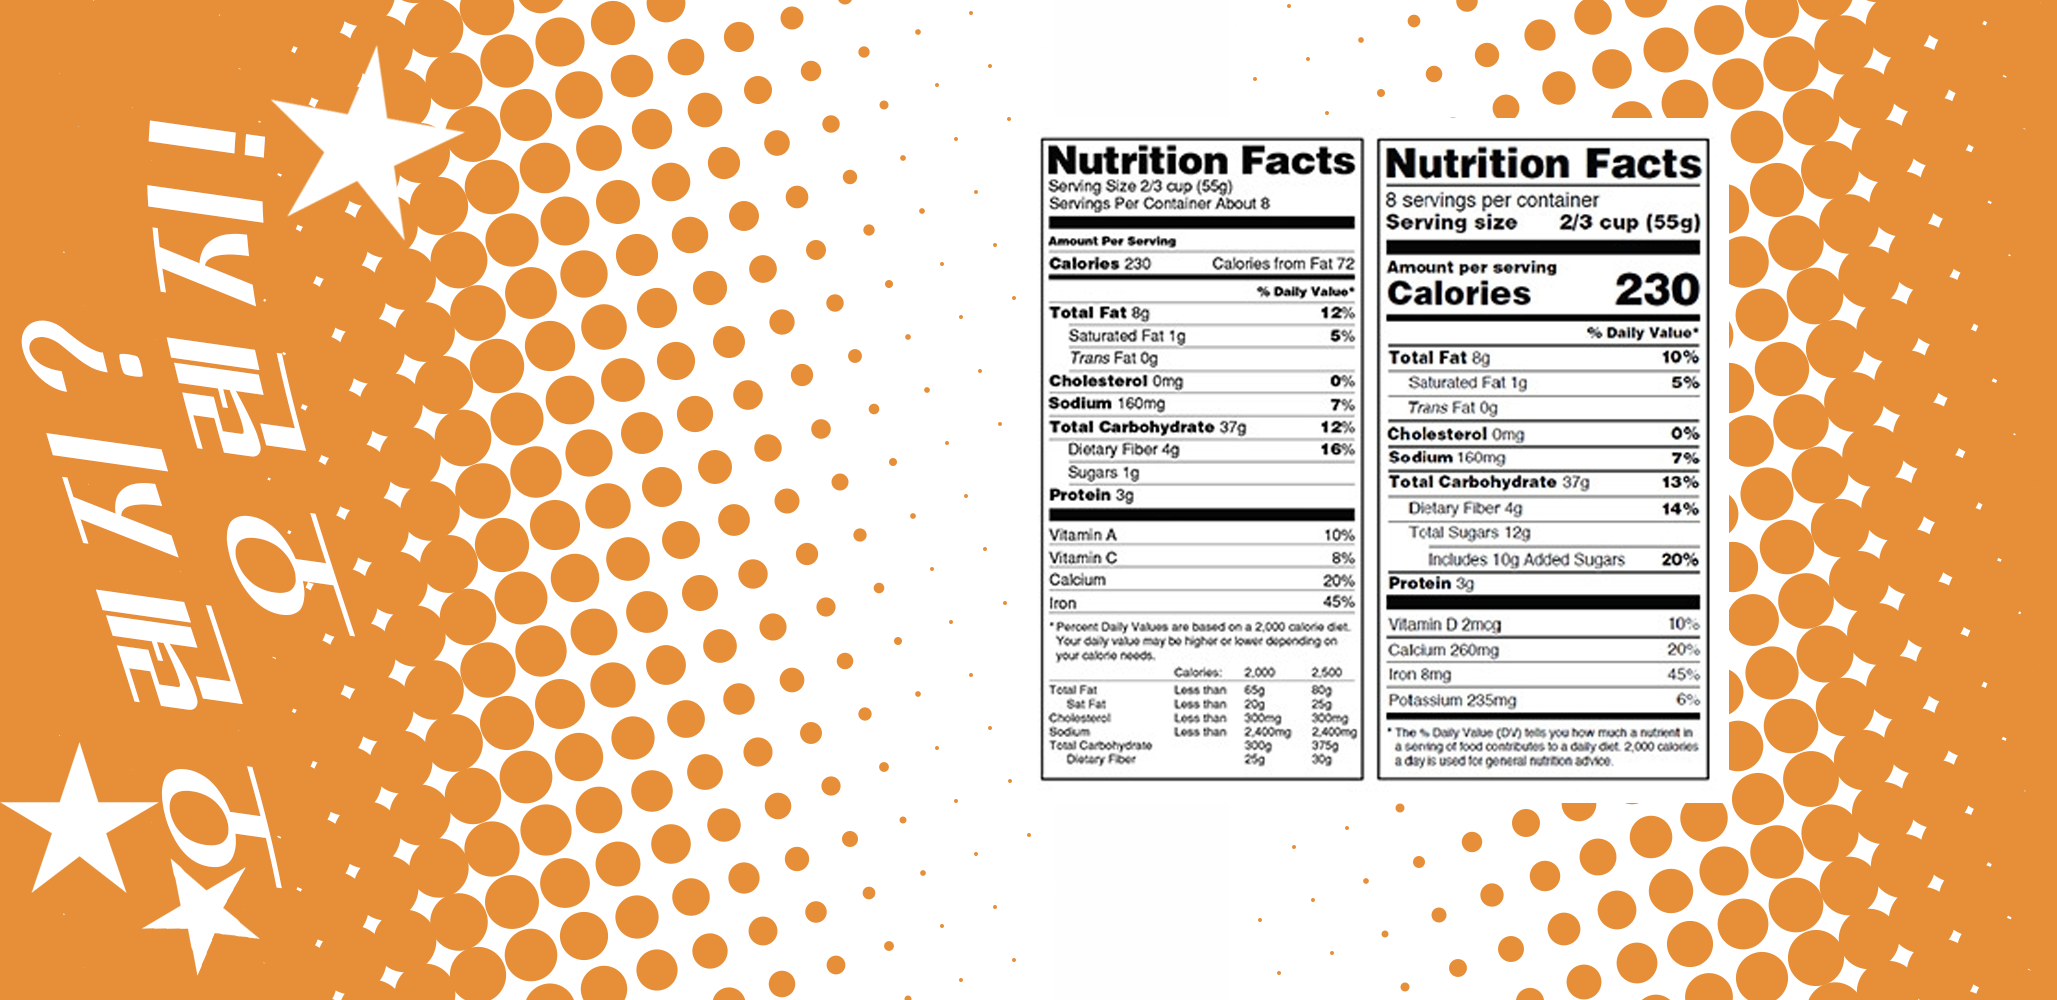 오렌지?
오렌지!
Nutrition Facts
Serving Size 2/3 cup (55g)
Servings Per Container About 8
Amount Per Serving
Calories 230 Calories from Fat 72
% Daily Value*
Total Fat 8g 12%
Saturated Fat 1g 5%
Trans Fat 0g
Cholesterol 0mg 0%
Sodium 160mg 7%
Total Carbohydrate 37g 12%
Dietary Fiber 4g 16%
Sugars 1g
Protein 3g
Vitamin A 10%
Vitamin C 8%
Calcium 20%
Iron 45%
* Percent Daily Values are based on a 2,000 calorie diet.
Your daily value may be higher or lower depending on
your calorie needs.
Calories: 2,000 2,500
Total Fat Less than 65g 80g
Sat Fat Less than 20g 25g
Cholesterol Less than 300mg 300mg
Sodium Less than 2,400mg 2,400mg
Total Carbohydrate 300g 375g
Dietary Fiber 25g 30g
Nutrition Facts
8 servings per container
Serving size 2/3 cup (55g)
Amount per serving
Calories 230
% Daily Value*
Total Fat 8g 10%
Saturated Fat 1g 5%
Trans Fat 0g
Cholesterol 0mg 0%
Sodium 160mg 7%
Total Carbohydrate 37g 13%
Dietary Fiber 4g 14%
Total Sugars 12g
Includes 10g Added Sugars 20%
Protein 3g
Vitamin D 2mcg 10%
Calcium 260mg 20%
Iron 8mg 45%
Potassium 235mg 6%
* The % Daily Value (DV) tells you how much a nutrient in
a serving of food contributes to a daily diet. 2,000 calories
a day is used for general nutrition advice.